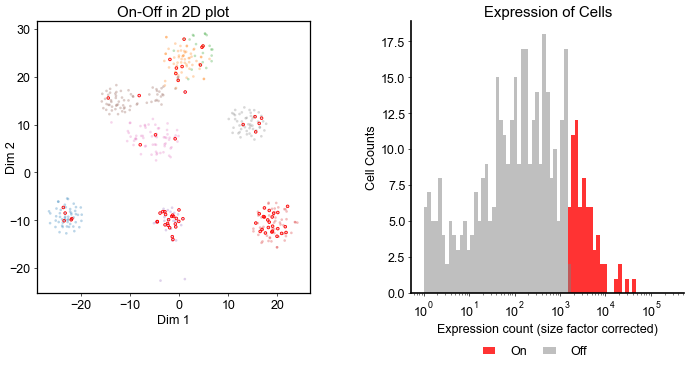 On-Off in 2D plot
30
20
10
0
−10
−20
Dim 2
−20 −10 0 10 20
Dim 1
Expression of Cells
17.5
15.0
12.5
10.0
7.5
5.0
2.5
0.0
Cell Counts
10^0 10^1 10^2 10^3 10^4 10^5
Expression count (size factor corrected)
On Off